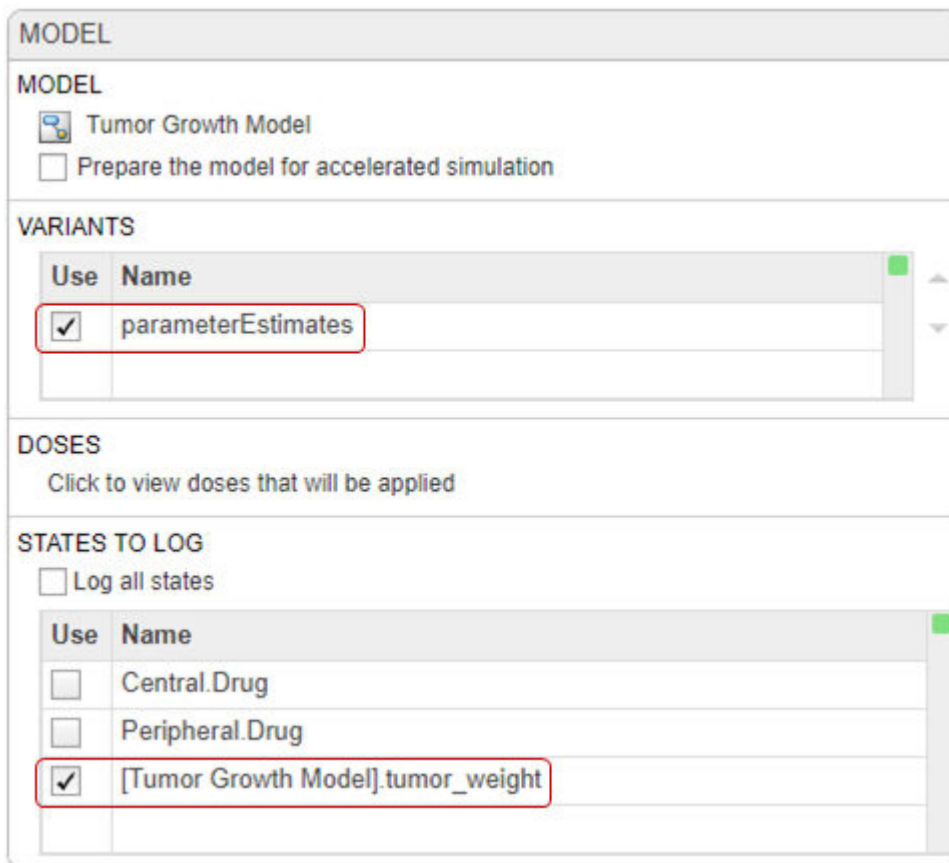 MODEL
MODEL
Tumor Growth Model
Prepare the model for accelerated simulation
VARIANTS
Use Name
parameterEstimates
DOSES
Click to view doses that will be applied
STATES TO LOG
Log all states
Use Name
Central.Drug
Peripheral.Drug
[Tumor Growth Model].tumor_weight